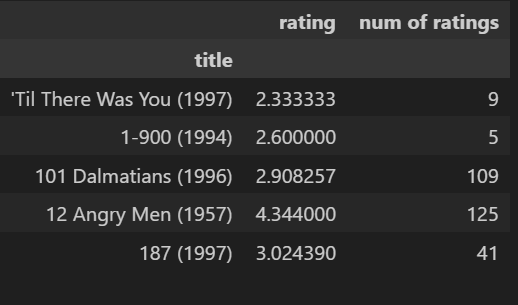 rating num of ratings
title
'Til There Was You (1997) 2.333333 9
1-900 (1994) 2.600000 5
101 Dalmatians (1996) 2.908257 109
12 Angry Men (1957) 4.344000 125
187 (1997) 3.024390 41